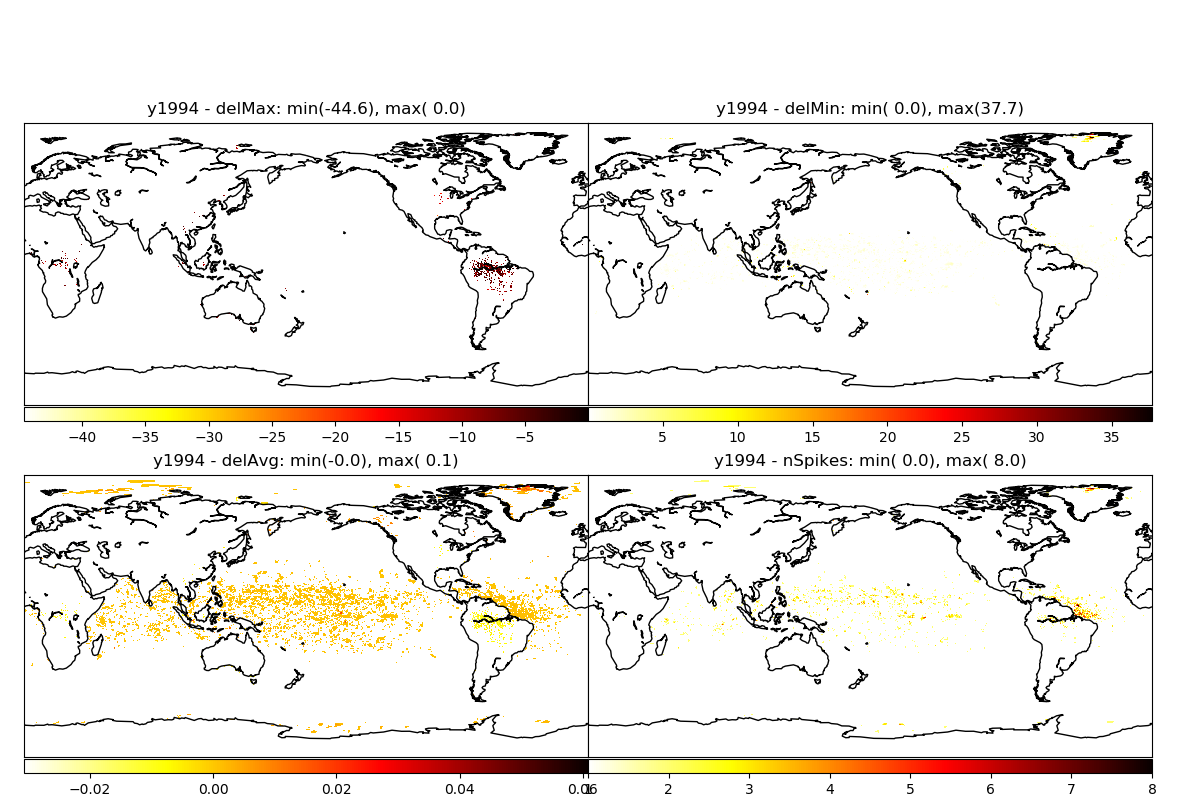 y1994 - delMax: min(-44.6), max( 0.0)
y1994 - delMin: min( 0.0), max(37.7)
−40 −35 −30 −25 −20 −15 −10 −5
5 10 15 20 25 30 35
y1994 - delAvg: min(-0.0), max( 0.1)
y1994 - nSpikes: min( 0.0), max( 8.0)
−0.02 0.00 0.02 0.04
2 3 4 5 6 7 8